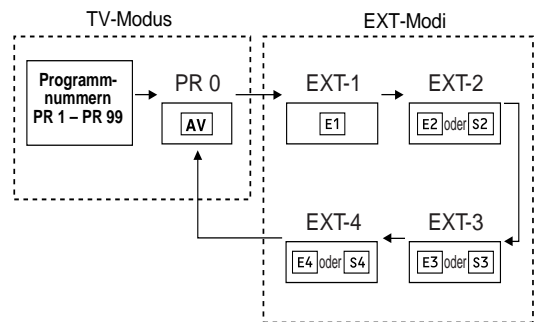 TV-Modus
EXT-Modi
Programm-
nummern
PR 1 – PR 99
PR 0
AV
EXT-1
E1
EXT-2
E2 oder S2
EXT-4
E4 oder S4
EXT-3
E3 oder S3